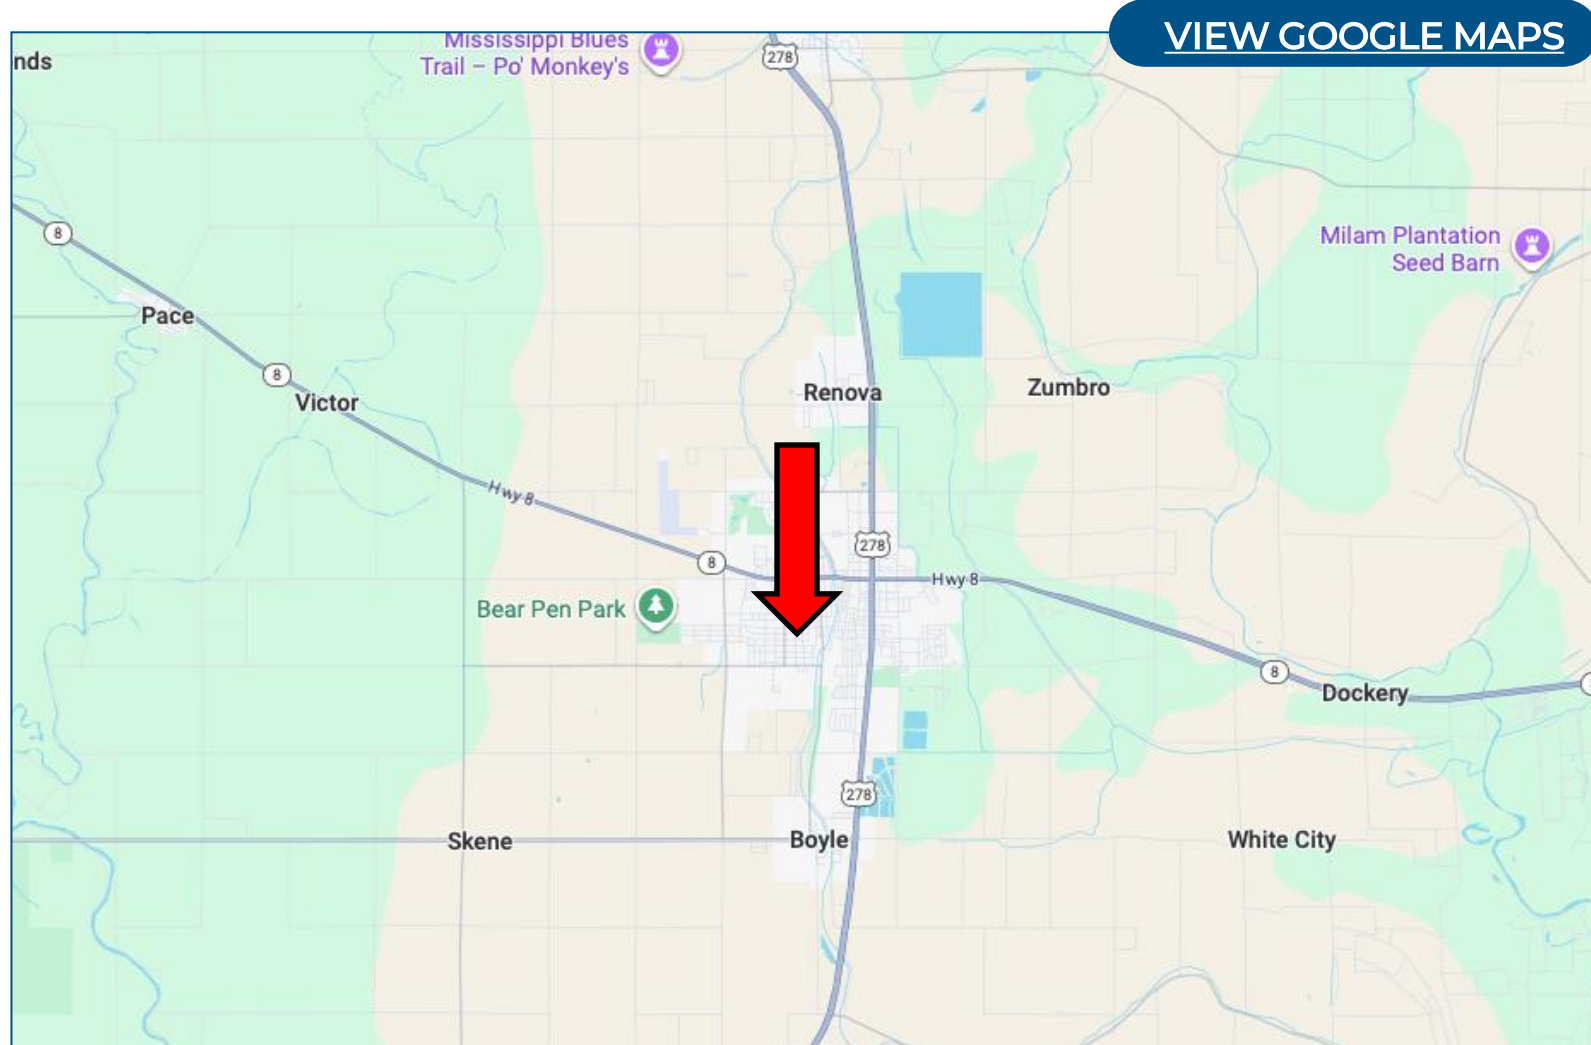 VIEW GOOGLE MAPS
Mississippi Blues
Trail – Po' Monkey's
278
nds
8
Milam Plantation
Seed Barn
Pace
8
Victor
Renova
Zumbro
Hwy 8
278
8
Hwy 8
Bear Pen Park
8
Dockery
278
Skene
Boyle
White City